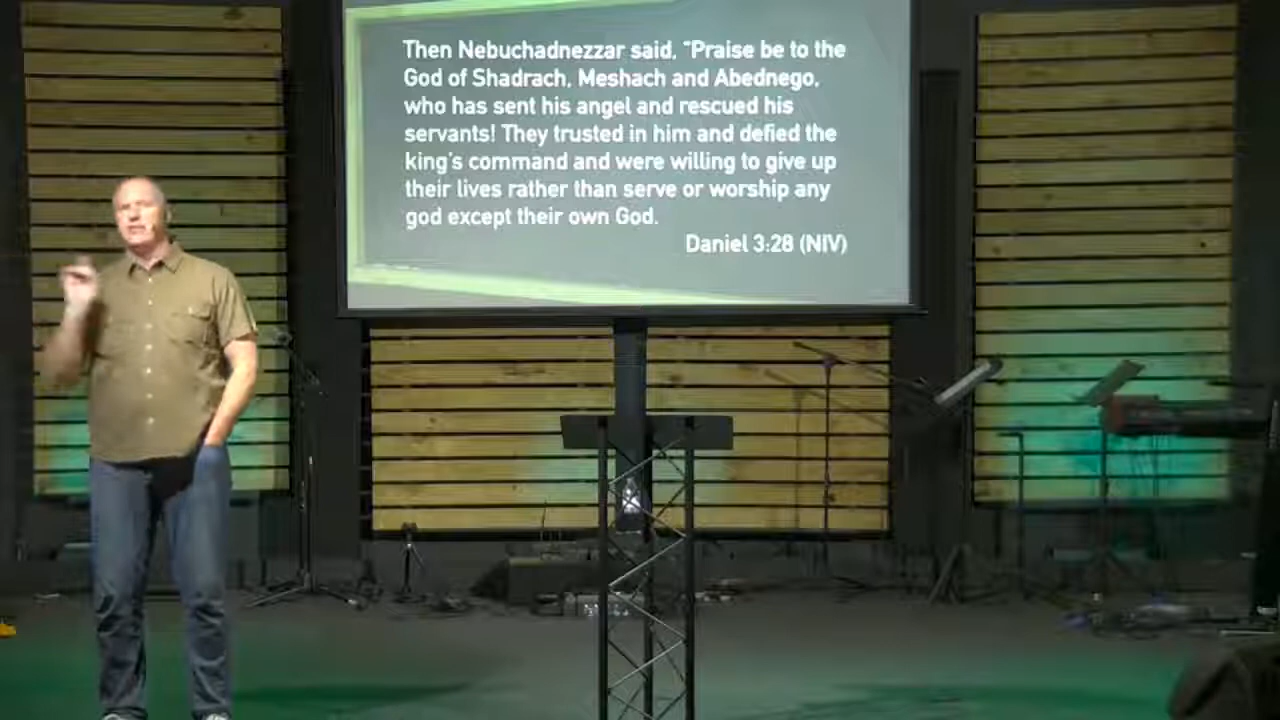 Then Nebuchadnezzar said, "Praise be to the
God of Shadrach, Meshach and Abednego,
who has sent his angel and rescued his
servants! They trusted in him and defied the
king's command and were willing to give up
their lives rather than serve or worship any
god except their own God.
Daniel 3:28 (NIV)